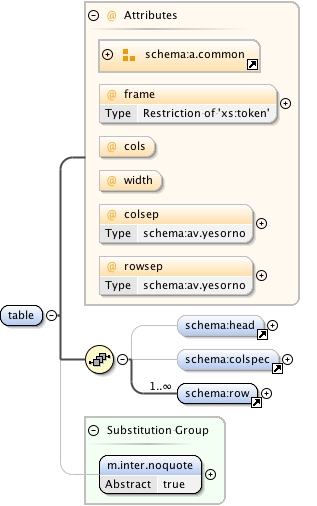 @ Attributes
schema:a.common
@ frame
Type Restriction of 'xs:token'
@ cols
@ width
@ colsep
Type schema:av.yesorno
@ rowsep
Type schema:av.yesorno
table
schema:head
schema:colspec
1..∞
schema:row
Substitution Group
m.inter.noquote
Abstract true